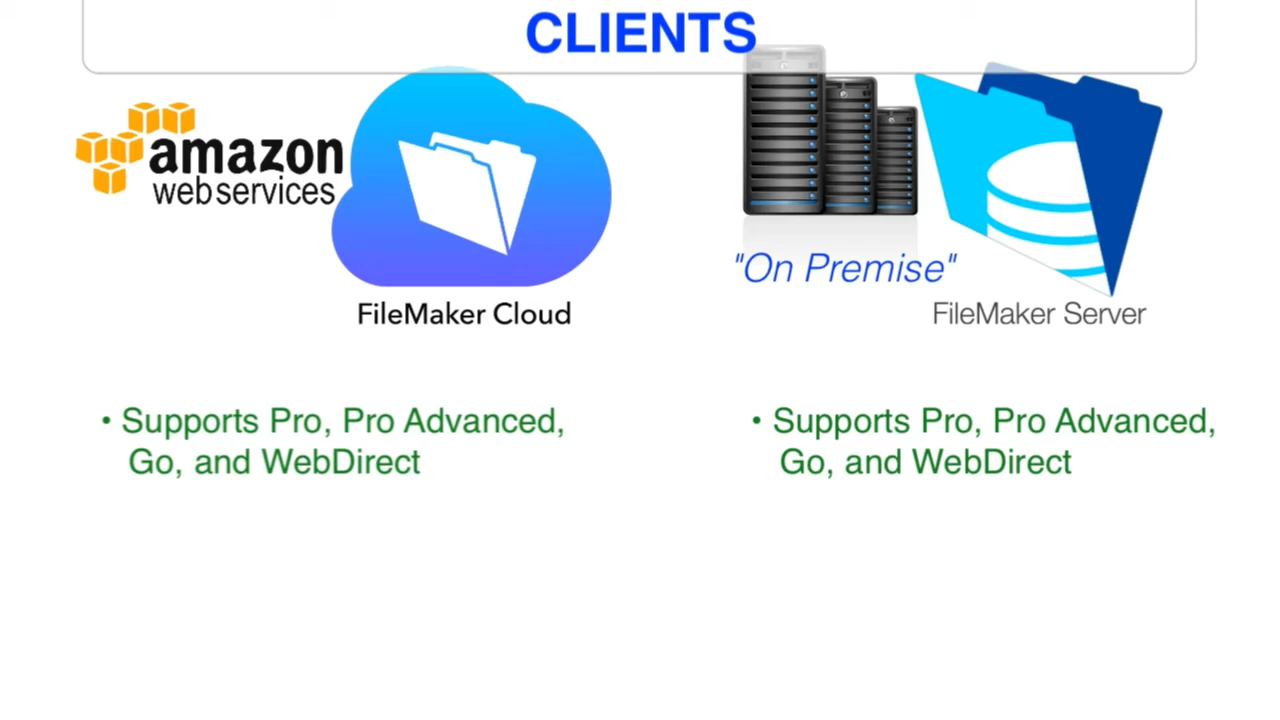 CLIENTS
amazon
webservices
FileMaker Cloud
"On Premise"
FileMaker Server
• Supports Pro, Pro Advanced,
Go, and WebDirect
• Supports Pro, Pro Advanced,
Go, and WebDirect